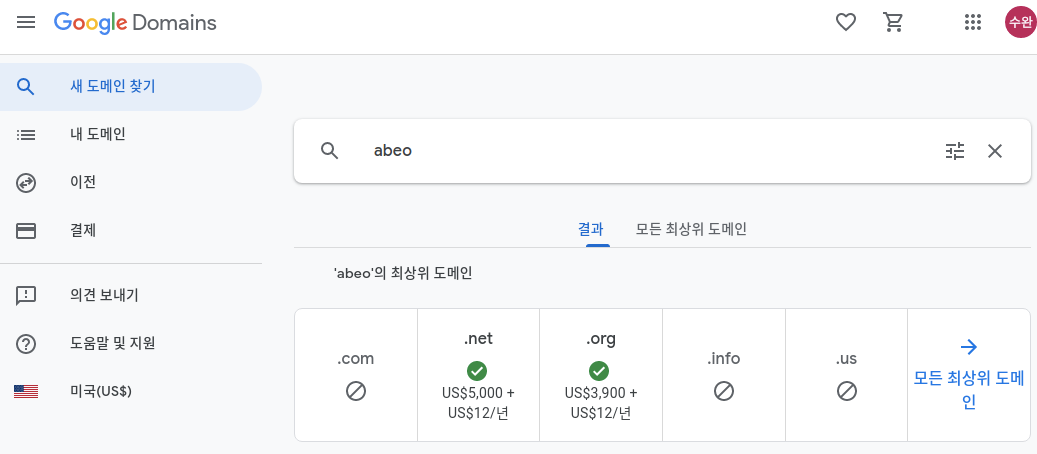 Google Domains
수완
새 도메인 찾기
내 도메인
이전
결제
의견 보내기
도움말 및 지원
미국(US$)
abeo
결과 모든 최상위 도메인
'abeo'의 최상위 도메인
.com
.net
US$5,000 +
US$12/년
.org
US$3,900 +
US$12/년
.info
.us
모든 최상위 도메
인